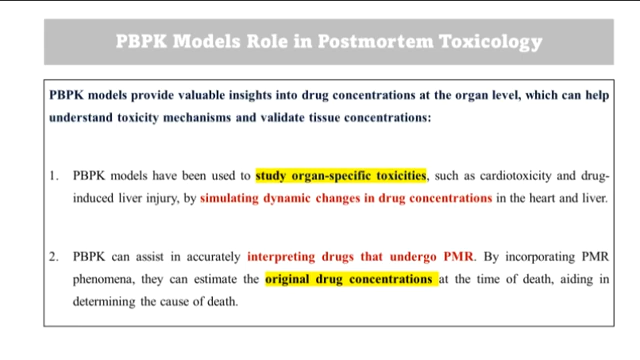 PBPK Models Role in Postmortem Toxicology
PBPK models provide valuable insights into drug concentrations at the organ level, which can help
understand toxicity mechanisms and validate tissue concentrations:
1. PBPK models have been used to study organ-specific toxicities, such as cardiotoxicity and drug-
induced liver injury, by simulating dynamic changes in drug concentrations in the heart and liver.
2. PBPK can assist in accurately interpreting drugs that undergo PMR. By incorporating PMR
phenomena, they can estimate the original drug concentrations at the time of death, aiding in
determining the cause of death.